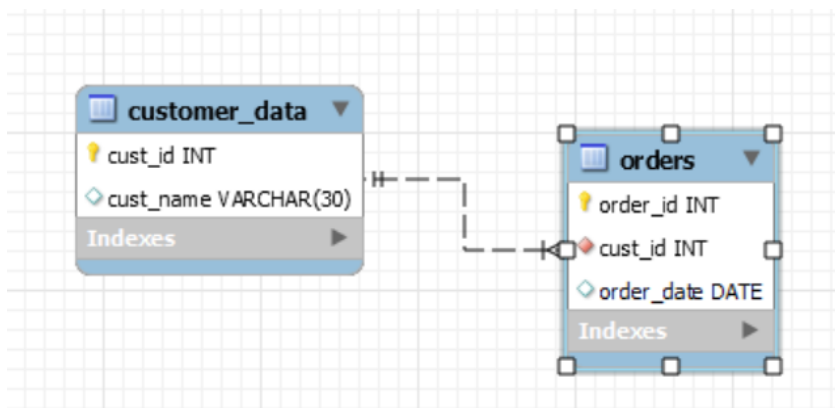 customer_data
cust_id INT
cust_name VARCHAR(30)
Indexes
orders
order_id INT
cust_id INT
order_date DATE
Indexes